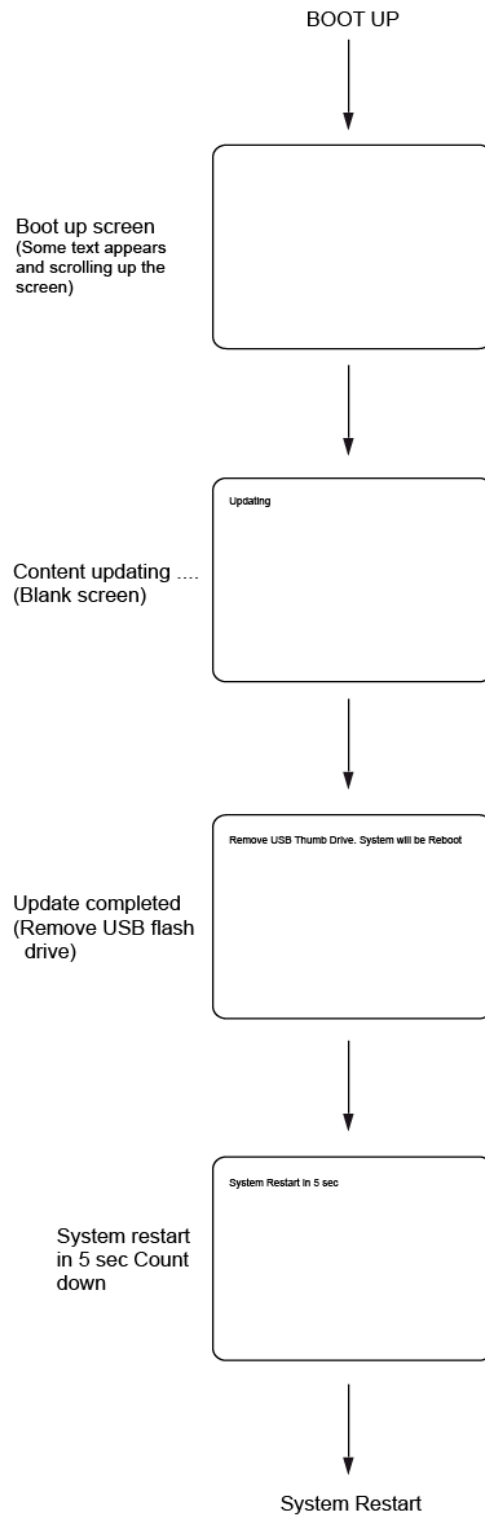 BOOT UP
Boot up screen
(Some text appears
and scrolling up the
screen)
Updating
Content updating ....
(Blank screen)
Remove USB Thumb Drive. System will be Reboot
Update completed
(Remove USB flash
drive)
System Restart in 5 sec
System restart
in 5 sec Count
down
System Restart